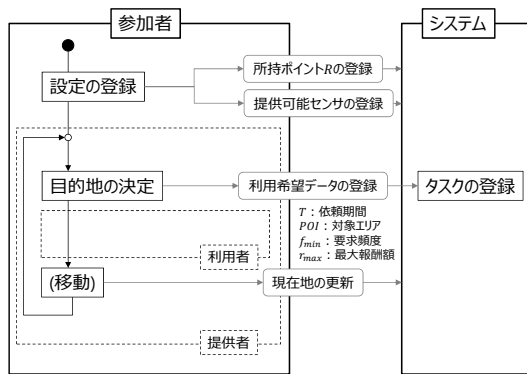 参加者
システム
設定の登録
所持ポイントRの登録
提供可能センサの登録
目的地の決定
利用希望データの登録
タスクの登録
T：依頼期間
POI：対象エリア
f_min：要求頻度
r_max：最大報酬額
利用者
(移動)
現在地の更新
提供者